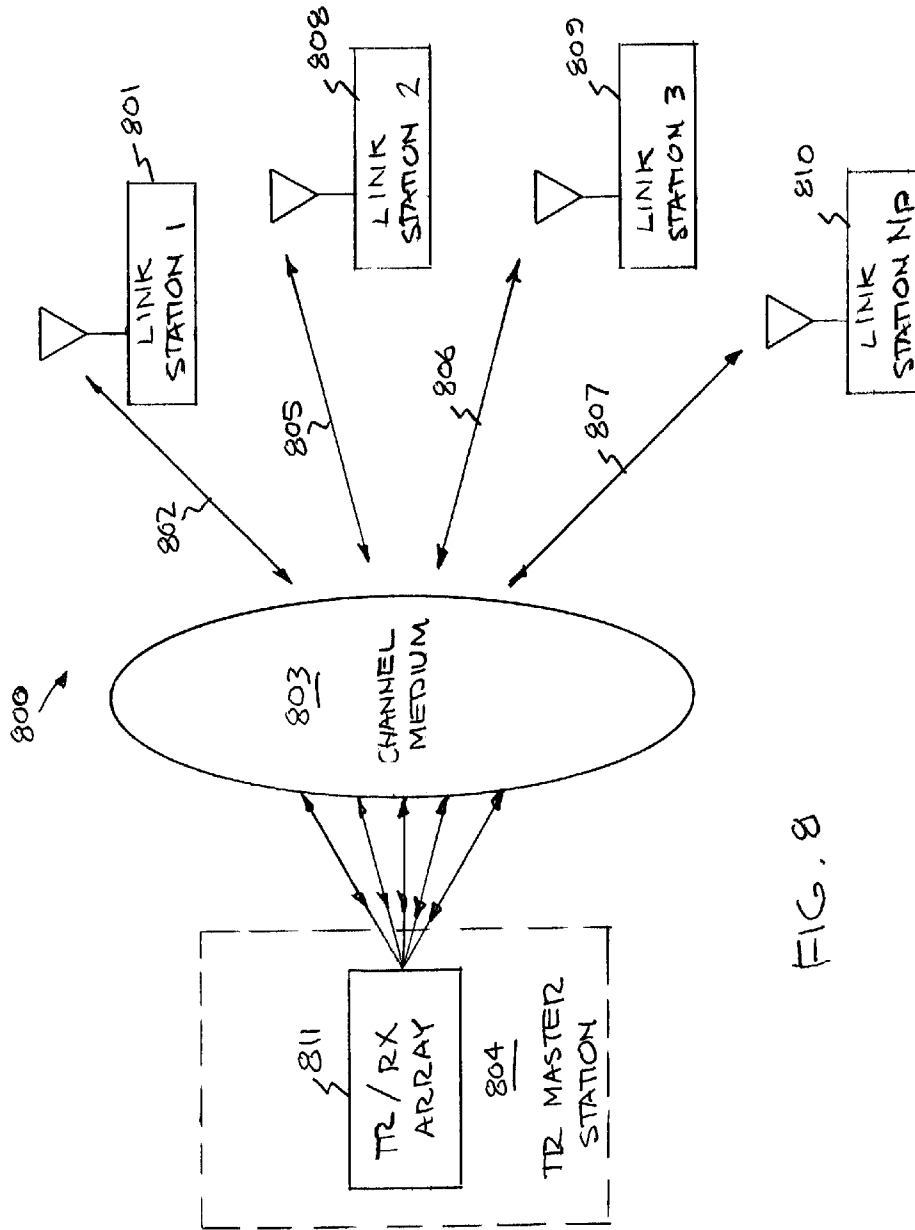 800
811
TR/RX
ARRAY
804
TR MASTER
STATION
803
CHANNEL
MEDIUM
802
805
806
807
801
LINK
STATION 1
808
LINK
STATION 2
809
LINK
STATION 3
810
LINK
STATION Np
FIG. 8